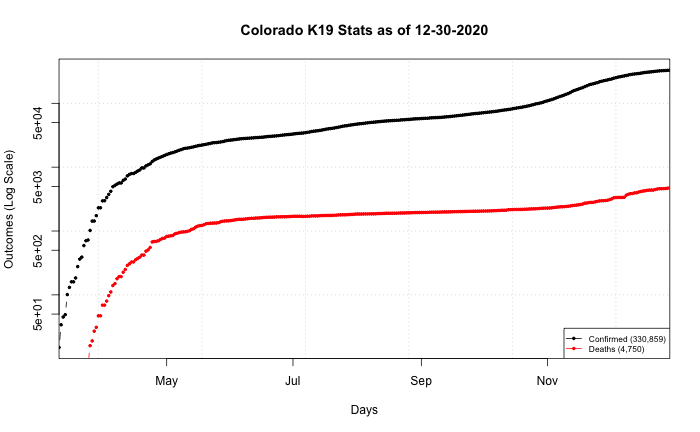 Colorado K19 Stats as of 12-30-2020
Outcomes (Log Scale)
5e+04
5e+03
5e+02
5e+01
Confirmed (330,859)
Deaths (4,750)
May Jul Sep Nov
Days